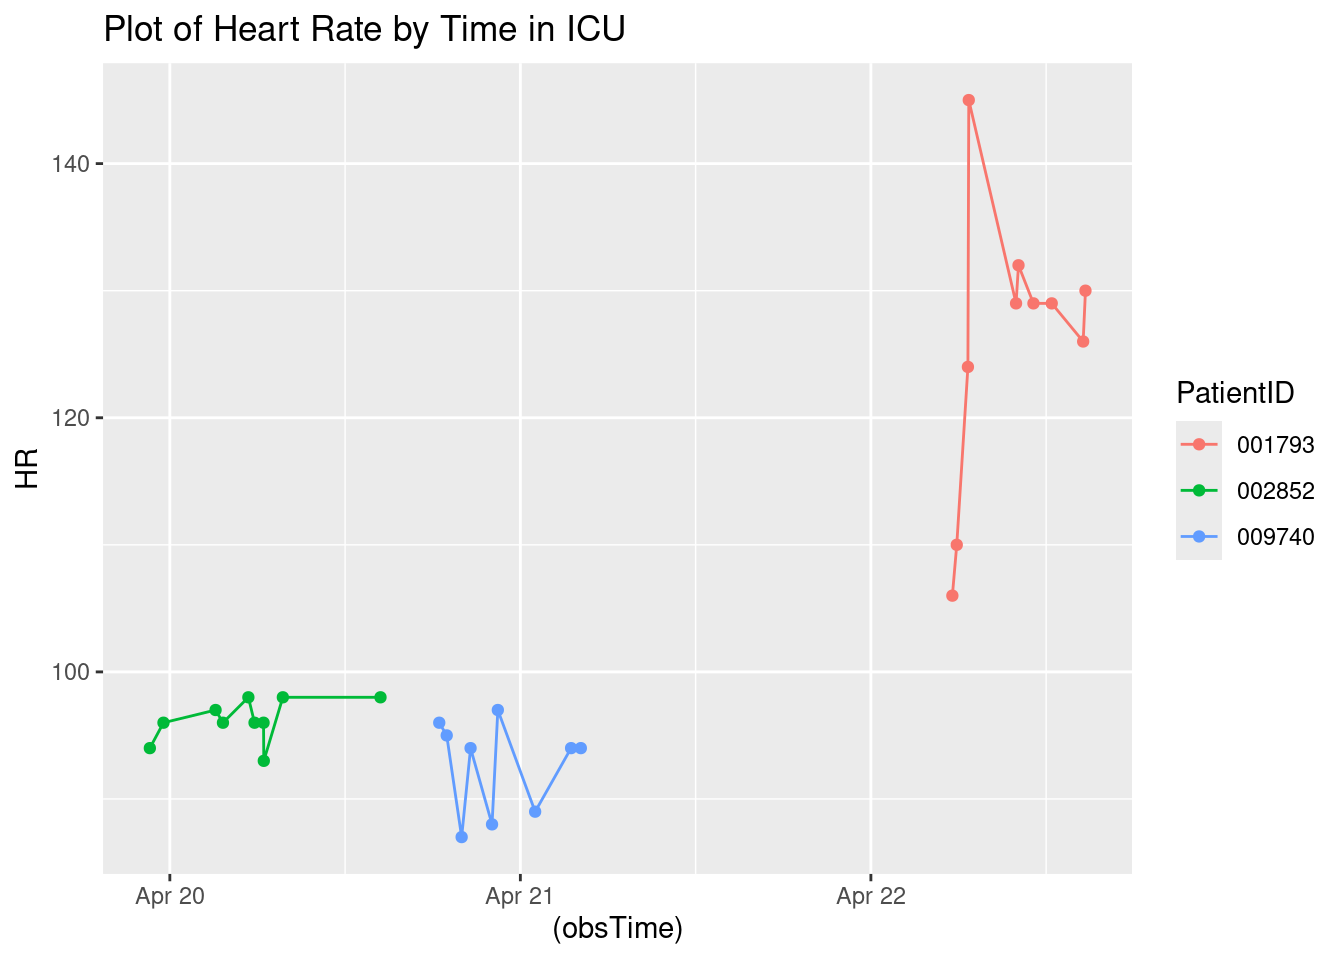 Plot of Heart Rate by Time in ICU
140
120
100
HR
Apr 20
Apr 21
Apr 22
(obsTime)
PatientID
001793
002852
009740